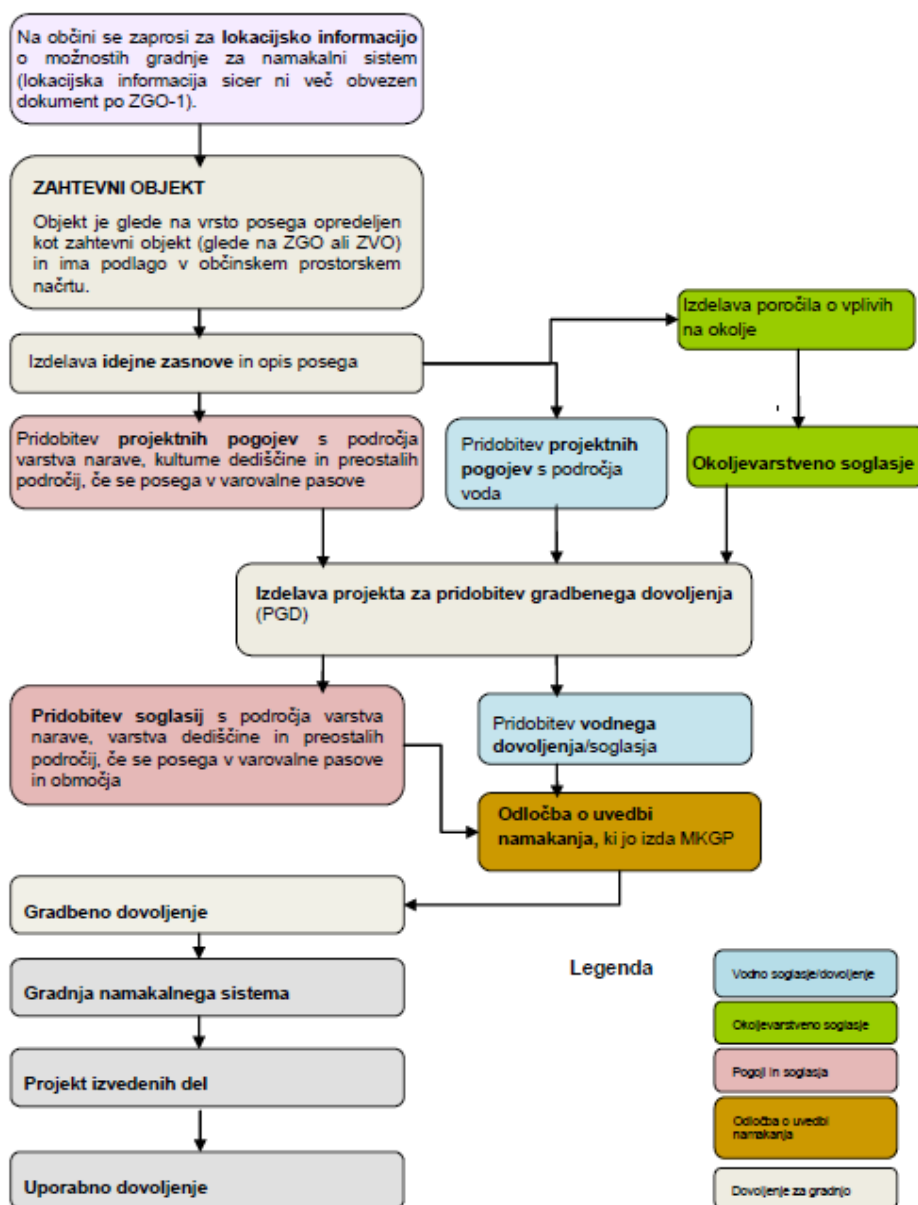 Na občini se zaprosi za lokacijsko informacijo
o možnostih gradnje za namakalni sistem
(lokacijska informacija sicer ni več obvezen
dokument po ZGO-1).
ZAHTEVNI OBJEKT
Objekt je glede na vrsto posega opredeljen
kot zahtevni objekt (glede na ZGO ali ZVO)
in ima podlago v občinskem prostorskem
načrtu.
Izdelava poročila o vplivih
na okolje
Izdelava idejne zasnove in opis posega
Pridobitev projektnih pogojev s področja
varstva narave, kulturne dediščine in preostalih
področij, če se posega v varovalne pasove
Pridobitev projektnih
pogojev s področja
voda
Okoljevarstveno soglasje
Izdelava projekta za pridobitev gradbenega dovoljenja
(PGD)
Pridobitev soglasij s področja varstva
narave, varstva dediščine in preostalih
področij, če se posega v varovalne pasove
in območja
Pridobitev vodnega
dovoljenja/soglasja
Odločba o uvedbi
namakanja, ki jo izda MKGP
Gradbeno dovoljenje
Gradnja namakalnega sistema
Projekt izvedenih del
Uporabno dovoljenje
Legenda
Vodno soglasje/dovoljenje
Okoljevarstveno soglasje
Pogoji in soglasja
Odločba o uvedbi
namakanja
Dovoljenje za gradnjo